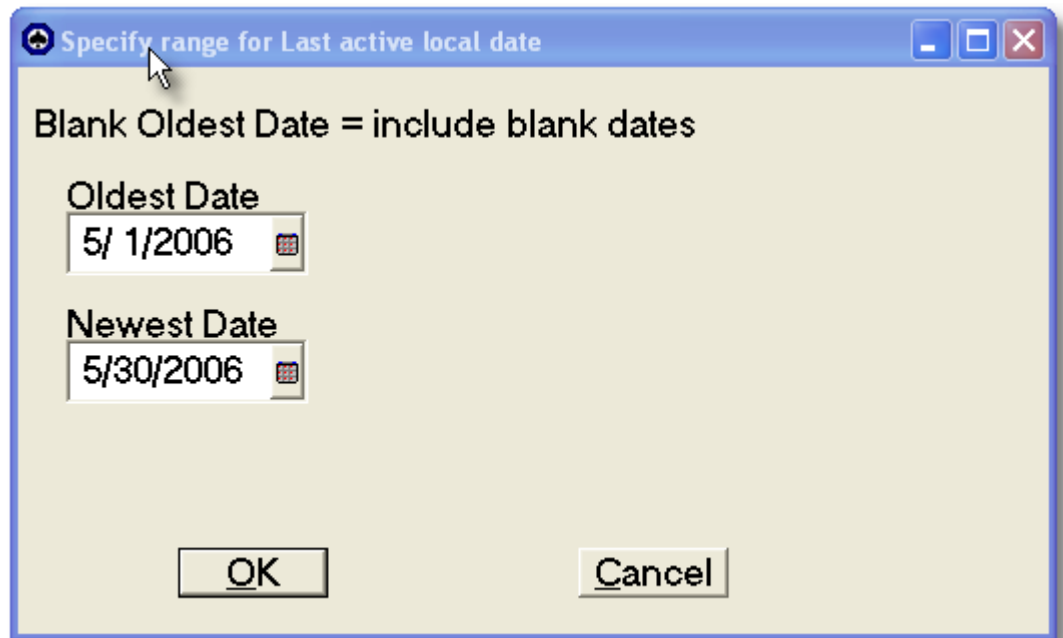 Specify range for Last active local date
Blank Oldest Date = include blank dates
Oldest Date
5/ 1/2006
Newest Date
5/30/2006
OK Cancel